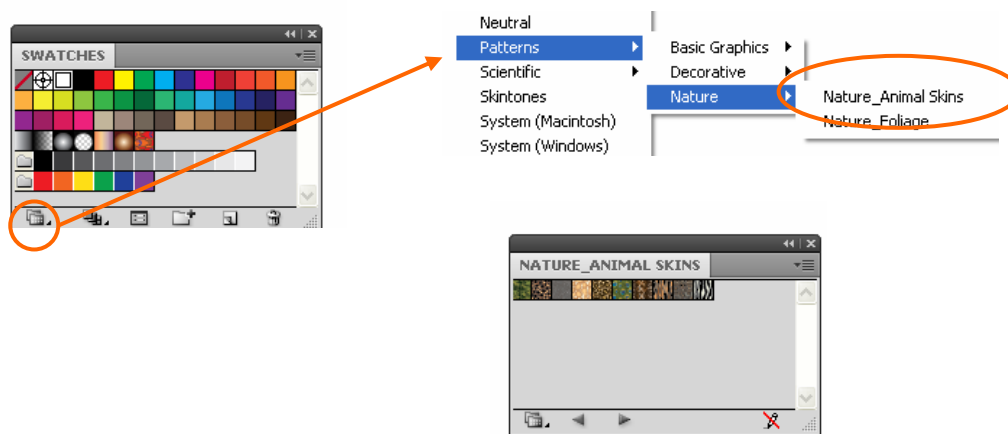 SWATCHES
Neutral
Patterns
Scientific
Skintones
System (Macintosh)
System (Windows)
Basic Graphics
Decorative
Nature
Nature_Animal Skins
Nature_Foliage
NATURE_ANIMAL SKINS